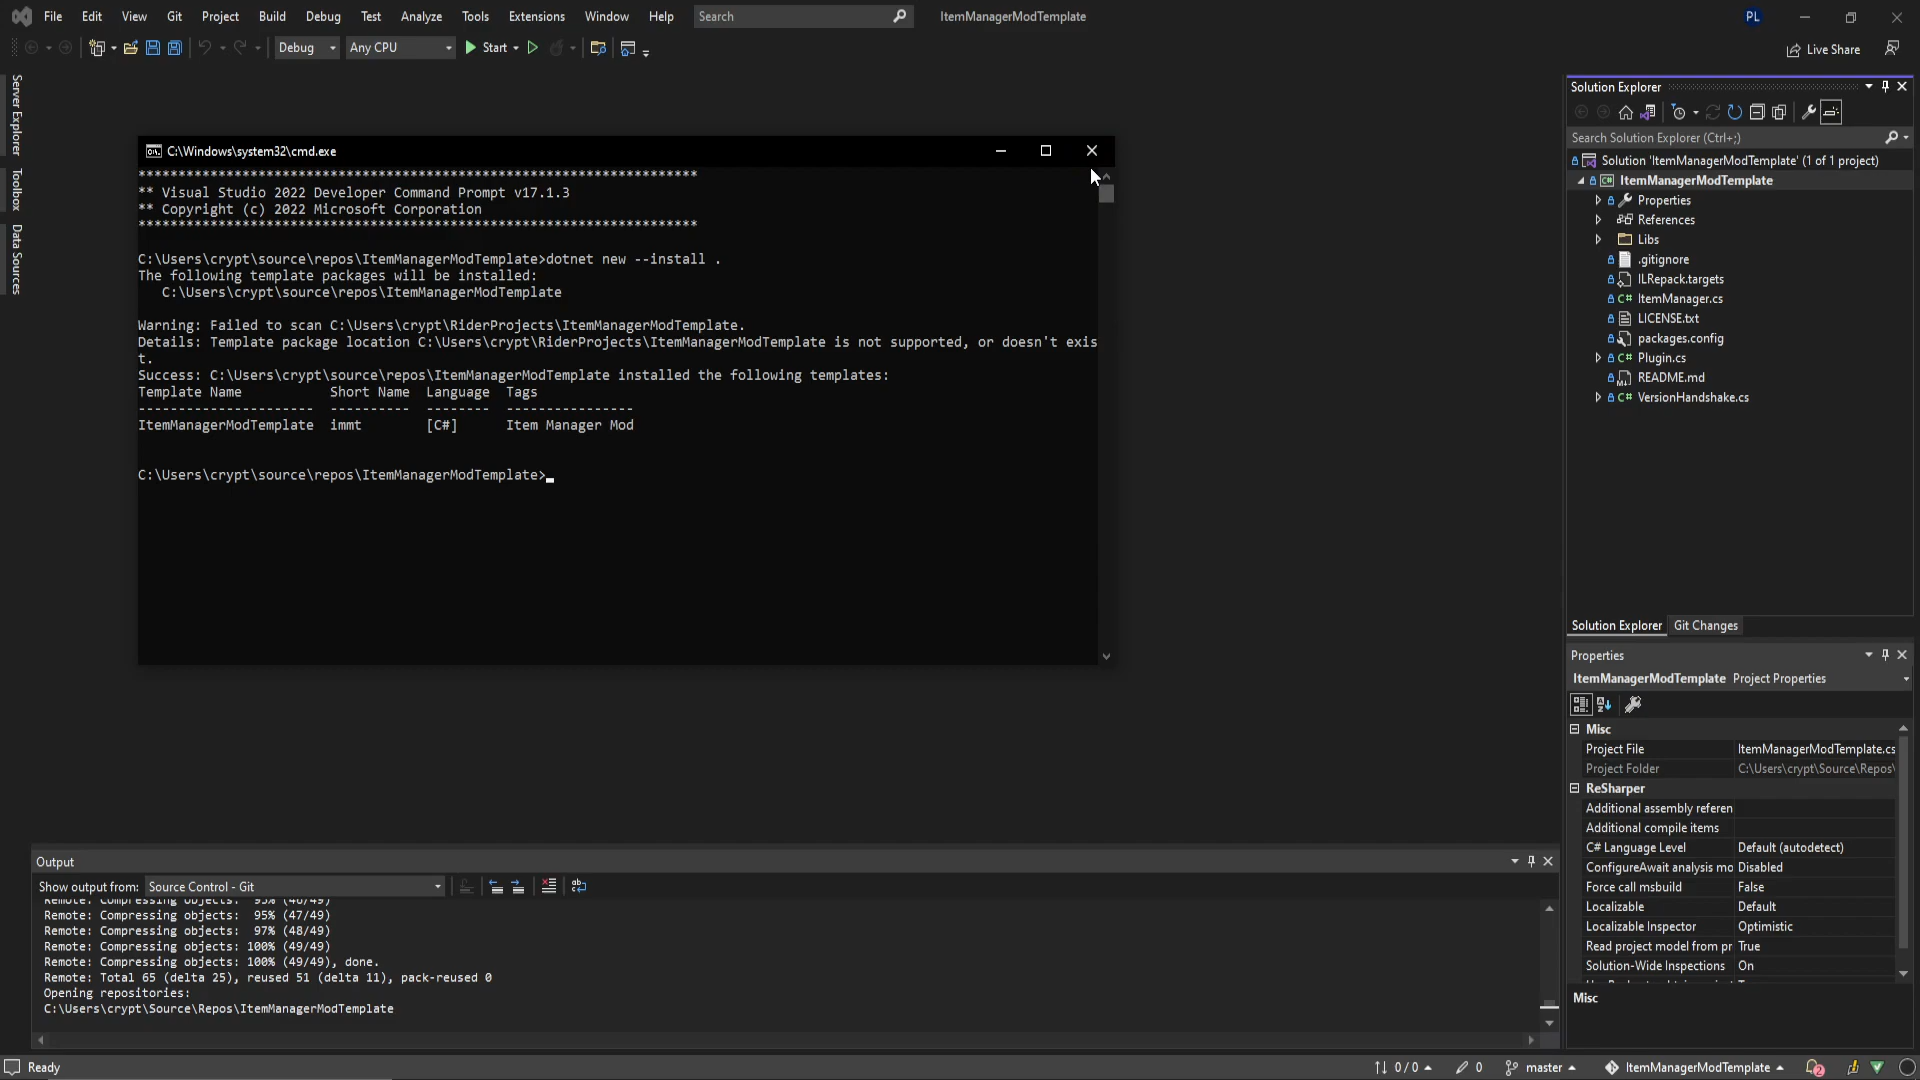 File Edit View Git Project Build Debug Test Analyze Tools Extensions Window Help Search ItemManagerModTemplate PL
Debug Any CPU Start Live Share
Server Explorer
Toolbox
Data Sources
C:\Windows\system32\cmd.exe
**********************************************************************
** Visual Studio 2022 Developer Command Prompt v17.1.3
** Copyright (c) 2022 Microsoft Corporation
**********************************************************************
C:\Users\crypt\source\repos\ItemManagerModTemplate>dotnet new --install .
The following template packages will be installed:
C:\Users\crypt\source\repos\ItemManagerModTemplate
Warning: Failed to scan C:\Users\crypt\RiderProjects\ItemManagerModTemplate.
Details: Template package location C:\Users\crypt\RiderProjects\ItemManagerModTemplate is not supported, or doesn't exis
t.
Success: C:\Users\crypt\source\repos\ItemManagerModTemplate installed the following templates:
Template Name Short Name Language Tags
---------------------- ---------- -------- ----------------
ItemManagerModTemplate immt [C#] Item Manager Mod
C:\Users\crypt\source\repos\ItemManagerModTemplate>
Solution Explorer
Search Solution Explorer (Ctrl+;)
Solution 'ItemManagerModTemplate' (1 of 1 project)
C# ItemManagerModTemplate
Properties
References
Libs
.gitignore
ILRepack.targets
C# ItemManager.cs
LICENSE.txt
packages.config
C# Plugin.cs
README.md
C# VersionHandshake.cs
Solution Explorer Git Changes
Properties
ItemManagerModTemplate Project Properties
Misc
Project File ItemManagerModTemplate.cs
Project Folder C:\Users\crypt\Source\Repos\
ReSharper
Additional assembly referen
Additional compile items
C# Language Level Default (autodetect)
ConfigureAwait analysis mo Disabled
Force call msbuild False
Localizable Default
Localizable Inspector Optimistic
Read project model from pr True
Solution-Wide Inspections On
Misc
Output
Show output from: Source Control - Git
Remote: Compressing objects: 93% (46/49)
Remote: Compressing objects: 95% (47/49)
Remote: Compressing objects: 97% (48/49)
Remote: Compressing objects: 100% (49/49)
Remote: Compressing objects: 100% (49/49), done.
Remote: Total 65 (delta 25), reused 51 (delta 11), pack-reused 0
Opening repositories:
C:\Users\crypt\Source\Repos\ItemManagerModTemplate
Ready 0 / 0 0 master ItemManagerModTemplate 2